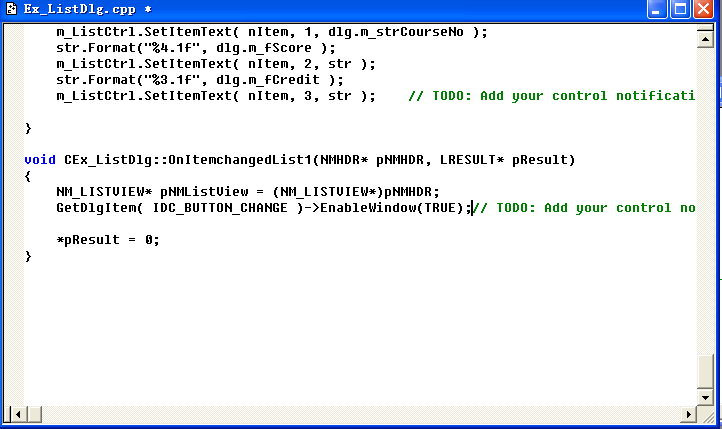 Ex_ListDlg.cpp *
m_ListCtrl.SetItemText( nItem, 1, dlg.m_strCourseNo );
str.Format("%4.1f", dlg.m_fScore );
m_ListCtrl.SetItemText( nItem, 2, str );
str.Format("%3.1f", dlg.m_fCredit );
m_ListCtrl.SetItemText( nItem, 3, str );    // TODO: Add your control notificati
}
void CEx_ListDlg::OnItemchangedList1(NMHDR* pNMHDR, LRESULT* pResult)
{
NM_LISTVIEW* pNMListView = (NM_LISTVIEW*)pNMHDR;
GetDlgItem( IDC_BUTTON_CHANGE )->EnableWindow(TRUE);// TODO: Add your control no
*pResult = 0;
}